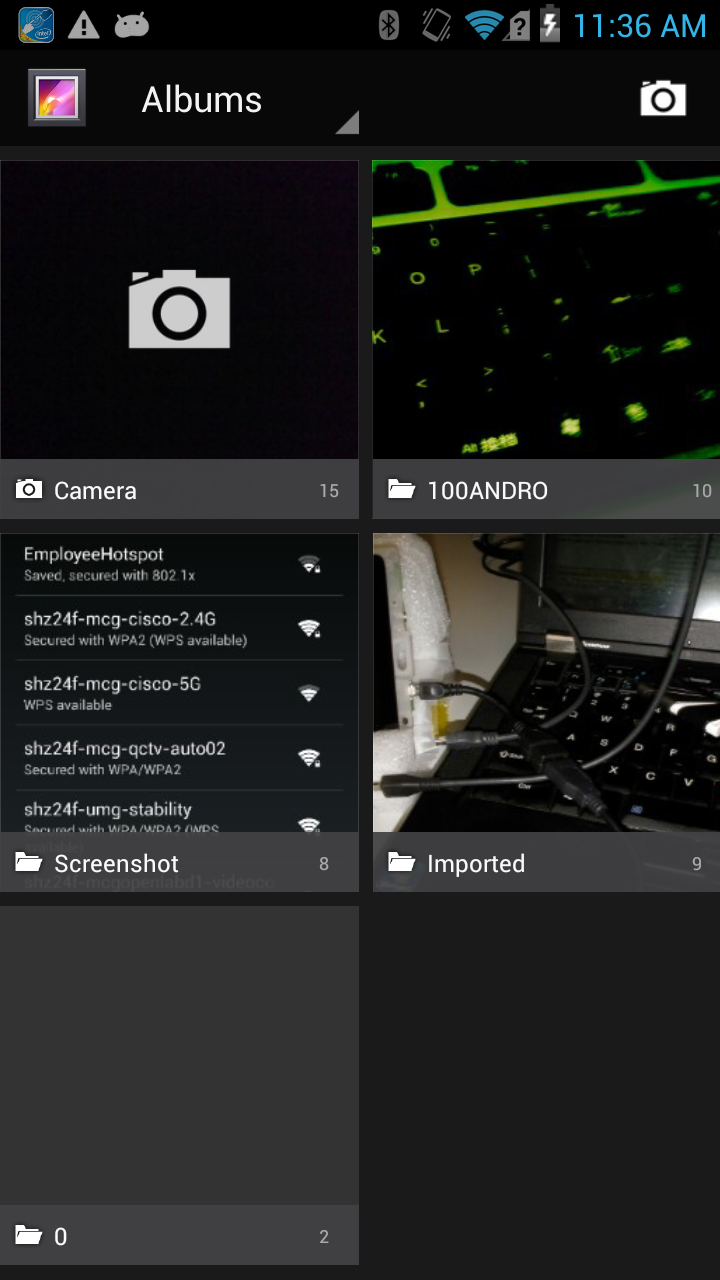 11:36 AM
Albums
O
P
K
L
<
>
Alt
Camera
15
100ANDRO
10
EmployeeHotspot
Saved, secured with 802.1x
shz24f-mcg-cisco-2.4G
Secured with WPA2 (WPS available)
shz24f-mcg-cisco-5G
WPS available
shz24f-mcg-qctv-auto02
Secured with WPA/WPA2
shz24f-umg-stability
Secured with WPA/WPA2 (WPS
W
R
A
S
D
F
G
X
C
V
Screenshot
8
Imported
9
0
2